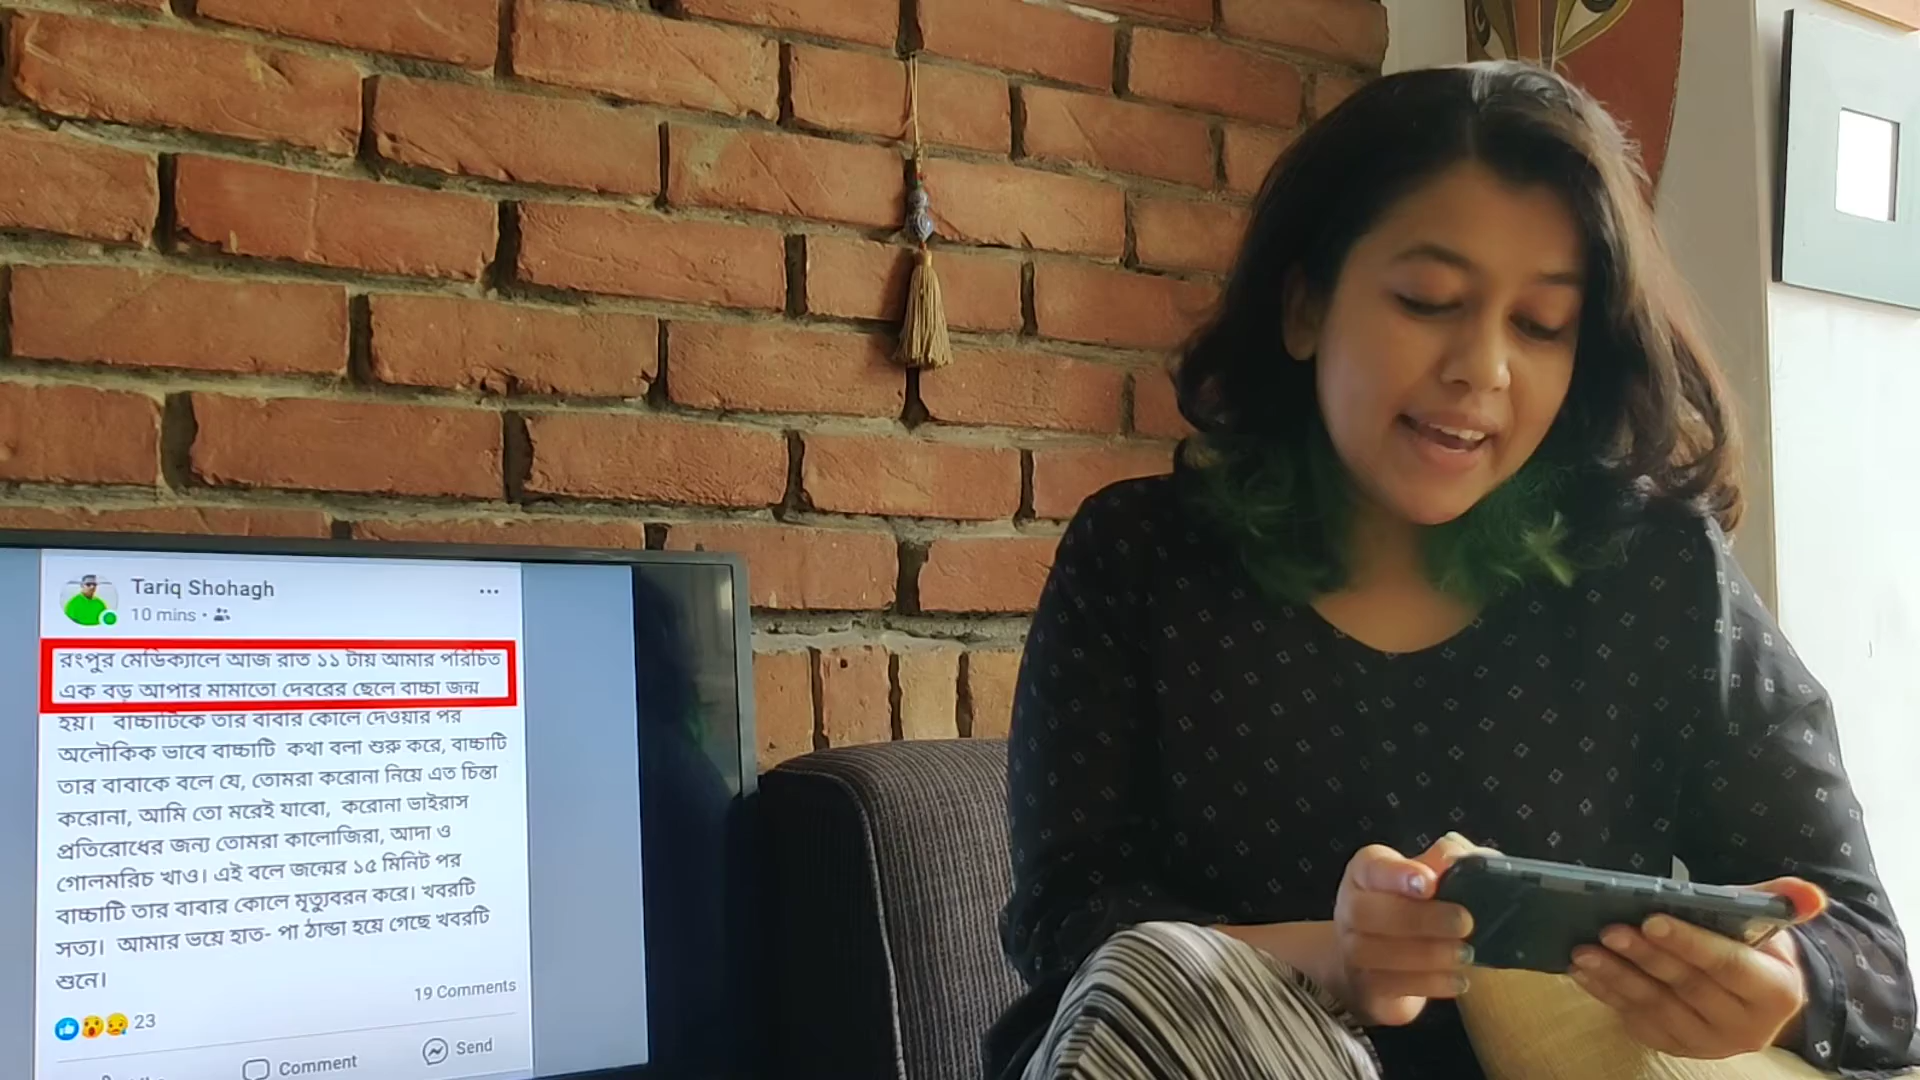 Tariq Shohagh
10 mins
রংপুর মেডিক্যালে আজ রাত ১১ টায় আমার পরিচিত
এক বড় আপার মামাতো দেবরের ছেলে বাচ্চা জন্ম
হয়। বাচ্চাটিকে তার বাবার কোলে দেওয়ার পর
অলৌকিক ভাবে বাচ্চাটি কথা বলা শুরু করে, বাচ্চাটি
তার বাবাকে বলে যে, তোমরা করোনা নিয়ে এত চিন্তা
করোনা, আমি তো মরেই যাবো, করোনা ভাইরাস
প্রতিরোধের জন্য তোমরা কালোজিরা, আদা ও
গোলমরিচ খাও। এই বলে জন্মের ১৫ মিনিট পর
বাচ্চাটি তার বাবার কোলে মৃত্যুবরন করে। খবরটি
সত্য। আমার ভয়ে হাত- পা ঠান্ডা হয়ে গেছে খবরটি
শুনে।
19 Comments
23
Comment
Send